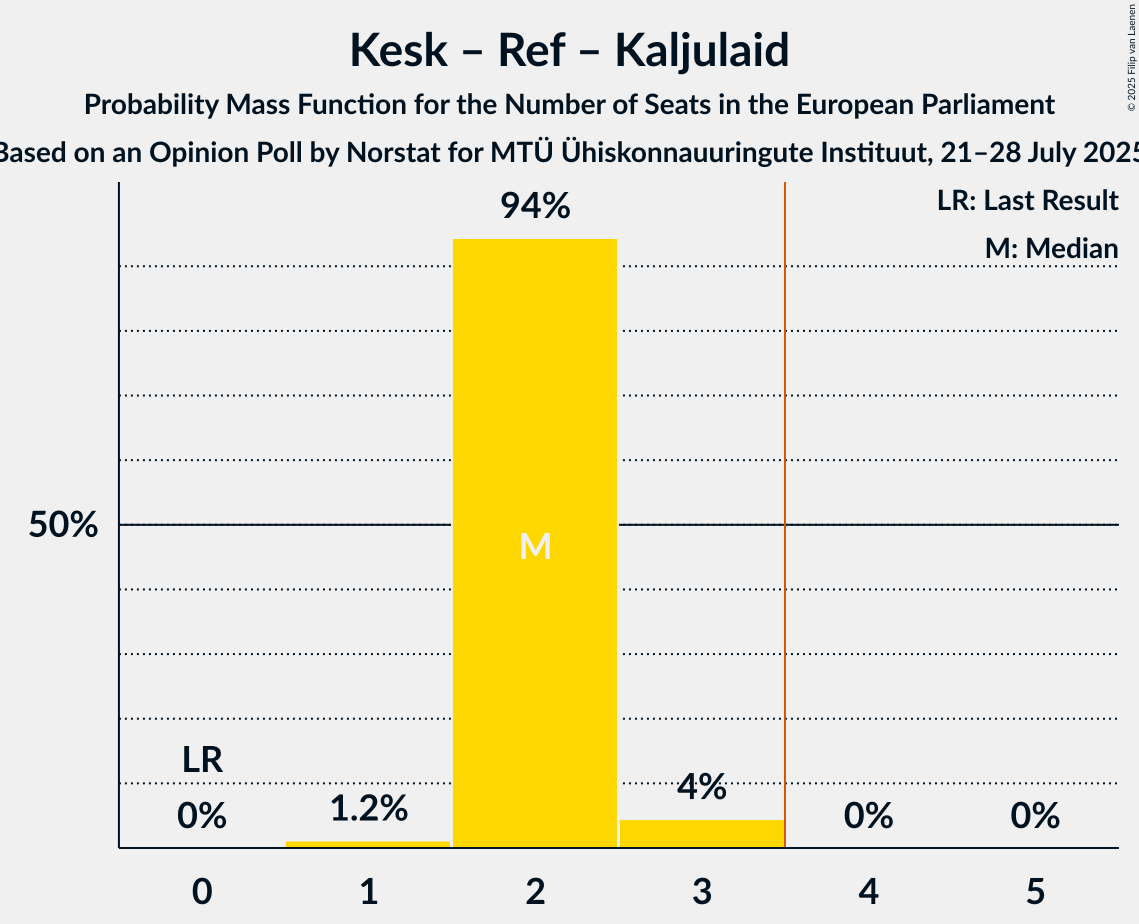 Kesk – Ref – Kaljulaid
Probability Mass Function for the Number of Seats in the European Parliament
Based on an Opinion Poll by Norstat for MTÜ Ühiskonnauuringute Instituut, 21–28 July 2025
© 2025 Filip van Laenen
LR: Last Result
M: Median
94%
50%
M
LR
0%
1.2%
4%
0%
0%
0 1 2 3 4 5